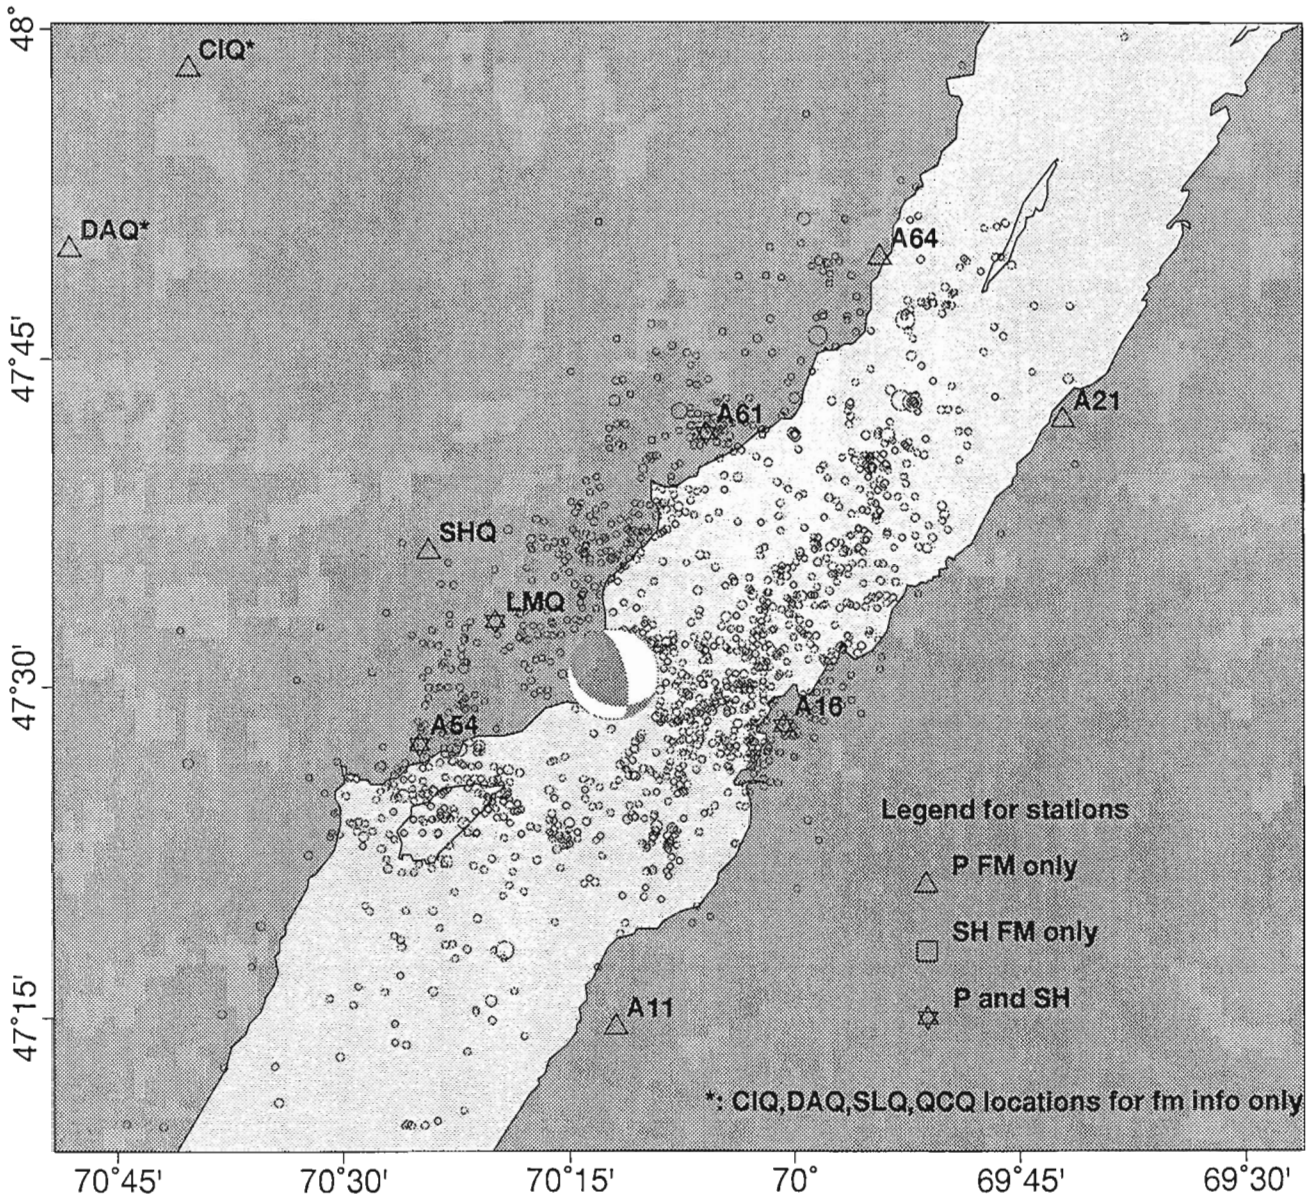 48°
CIQ*
DAQ*
A64
47°45'
A21
A61
SHQ
LMQ
47°30'
A16
A54
Legend for stations
P FM only
SH FM only
P and SH
47°15'
A11
*: CIQ,DAQ,SLQ,QCQ locations for fm info only
70°45'
70°30'
70°15'
70°
69°45'
69°30'